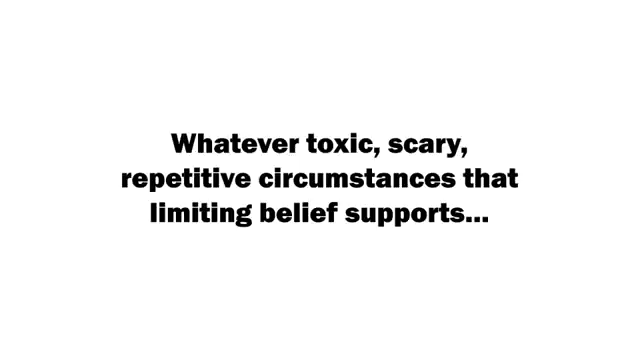 Whatever toxic, scary,
repetitive circumstances that
limiting belief supports...